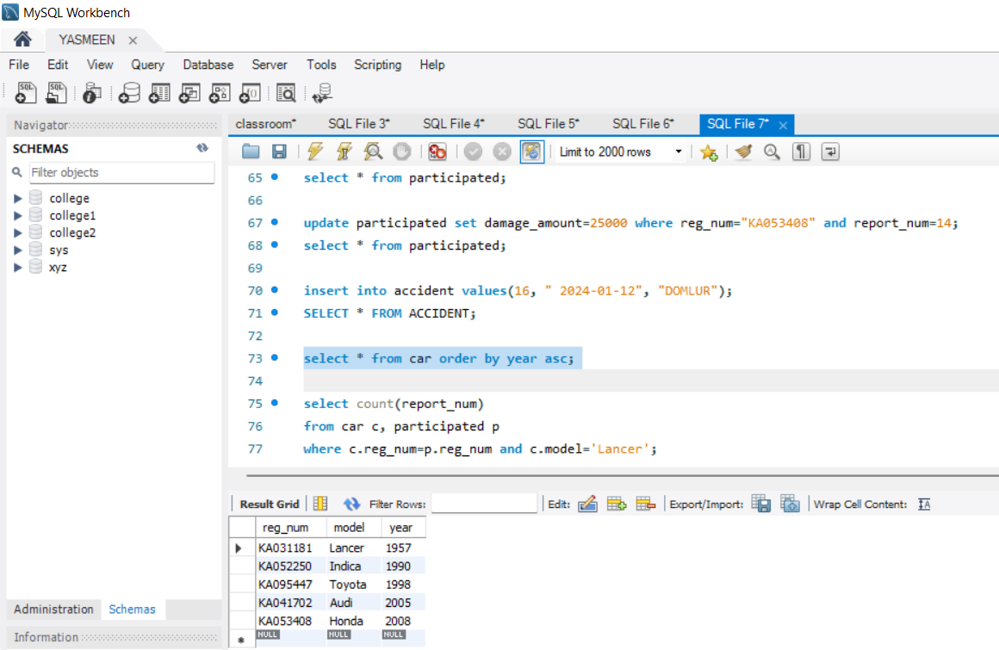 MySQL Workbench
YASMEEN
File Edit View Query Database Server Tools Scripting Help
Navigator
SCHEMAS
Filter objects
college
college1
college2
sys
xyz
Administration Schemas
Information
classroom* SQL File 3* SQL File 4* SQL File 5* SQL File 6* SQL File 7*
Limit to 2000 rows
65 select * from participated;
66
67 update participated set damage_amount=25000 where reg_num="KA053408" and report_num=14;
68 select * from participated;
69
70 insert into accident values(16, " 2024-01-12", "DOMLUR");
71 SELECT * FROM ACCIDENT;
72
73 select * from car order by year asc;
74
75 select count(report_num)
76 from car c, participated p
77 where c.reg_num=p.reg_num and c.model='Lancer';
Result Grid Filter Rows: Edit: Export/Import: Wrap Cell Content:
reg_num model year
KA031181 Lancer 1957
KA052250 Indica 1990
KA095447 Toyota 1998
KA041702 Audi 2005
KA053408 Honda 2008
NULL NULL NULL